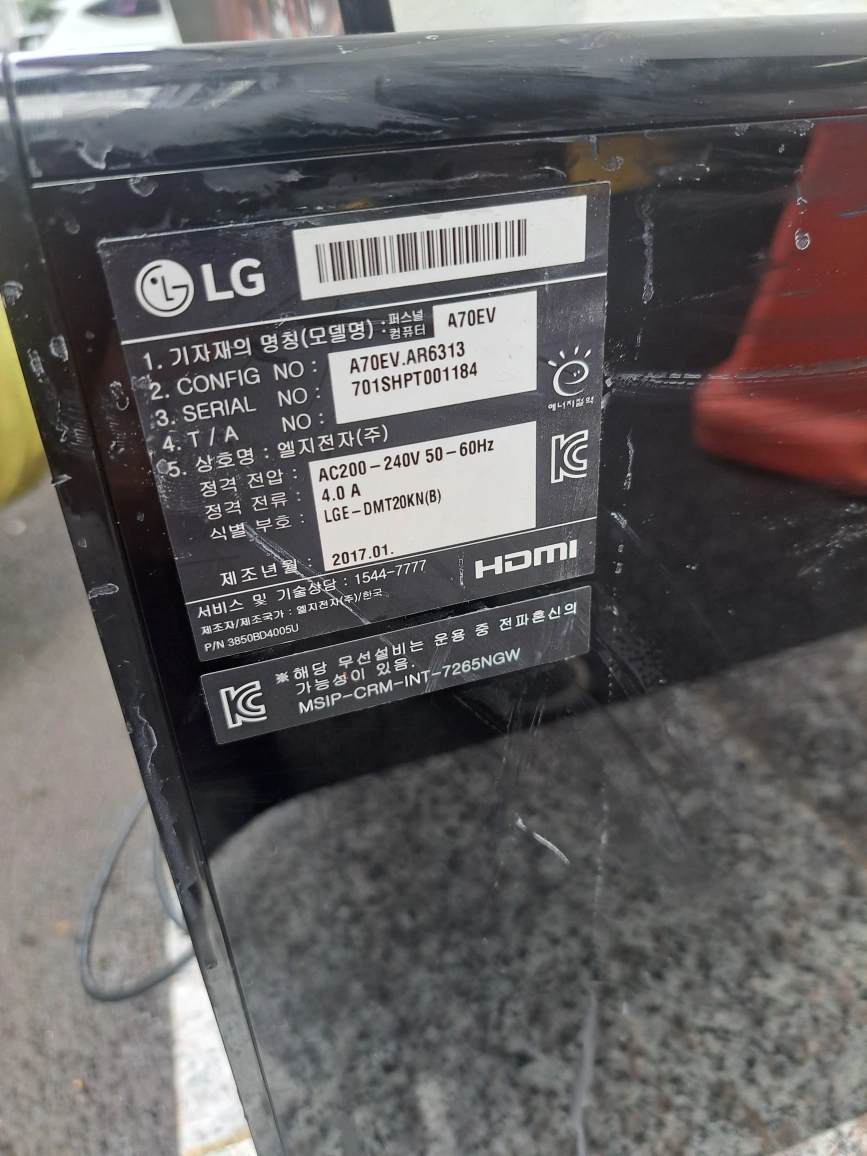 LG
1. 기자재의 명칭(모델명) : 퍼스널 컴퓨터 A70EV
2. CONFIG NO : A70EV.AR6313
3. SERIAL NO : 701SHPT001184
4. T / A NO :
5. 상호명 : 엘지전자(주)
정격 전압 : AC200-240V 50-60Hz
정격 전류 : 4.0 A
식별 부호 : LGE-DMT20KN(B)
제조년월 : 2017.01.
에너지절약
HDMI
서비스 및 기술상담 : 1544-7777
제조자/제조국가 : 엘지전자(주)/한국
P/N 3850BD4005U
※해당 무선설비는 운용 중 전파혼신의
가능성이 있음.
MSIP-CRM-INT-7265NGW